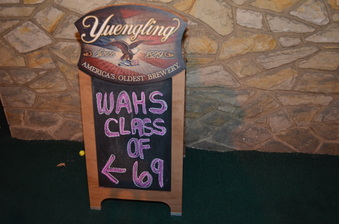 Yuengling
AMERICA'S OLDEST BREWERY
WAHS
CLASS
OF
← 69